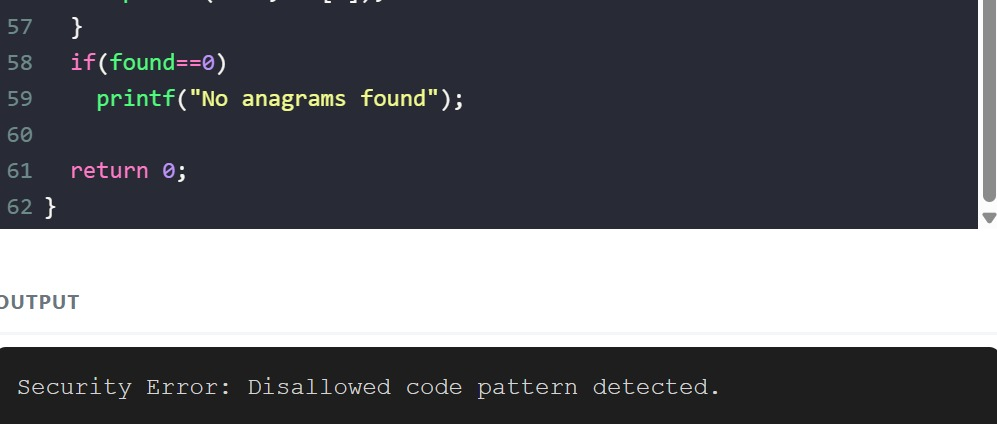 57 }
58 if(found==0)
59 printf("No anagrams found");
60
61 return 0;
62 }
OUTPUT
Security Error: Disallowed code pattern detected.